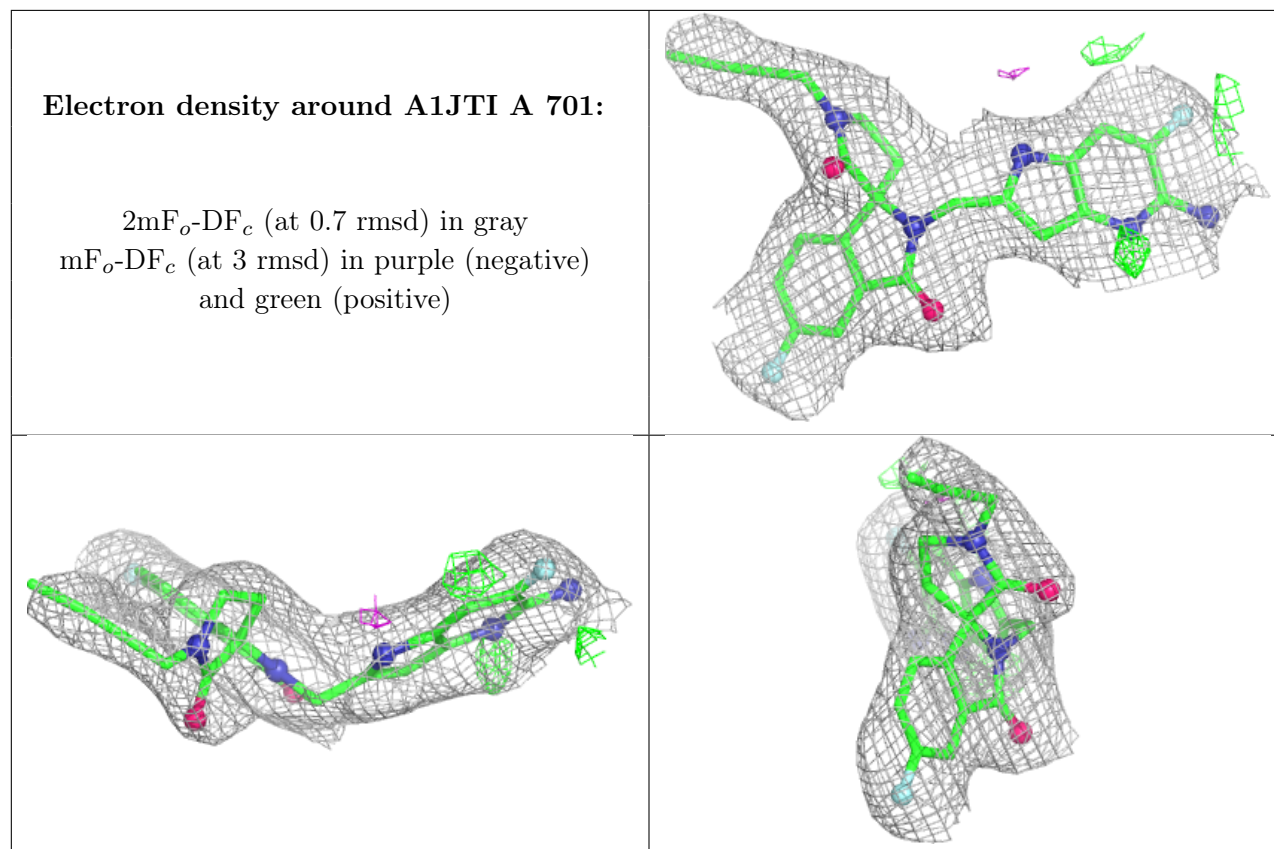 Electron density around A1JTI A 701:
2mFₒ-DF𝒸 (at 0.7 rmsd) in gray
mFₒ-DF𝒸 (at 3 rmsd) in purple (negative)
and green (positive)